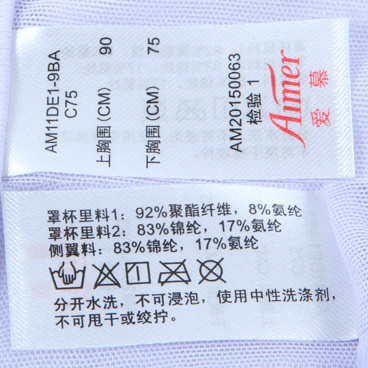 AM11DE1-9BA
C75
上胸围(CM) 90
下胸围(CM) 75
AM20150063
检验 1
Aimer
爱 慕
罩杯里料1: 92%聚酯纤维, 8%氨纶
罩杯里料2: 83%锦纶, 17%氨纶
侧翼料: 83%锦纶, 17%氨纶
分开水洗, 不可浸泡, 使用中性洗涤剂,
不可甩干或绞拧.